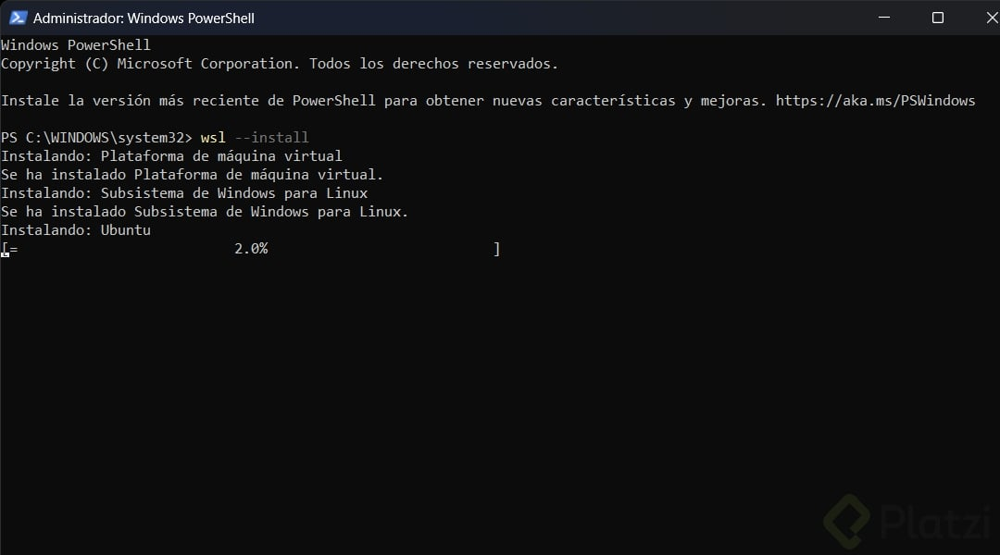 Administrador: Windows PowerShell
Windows PowerShell
Copyright (C) Microsoft Corporation. Todos los derechos reservados.
Instale la versión más reciente de PowerShell para obtener nuevas características y mejoras. https://aka.ms/PSWindows
PS C:\WINDOWS\system32> wsl --install
Instalando: Plataforma de máquina virtual
Se ha instalado Plataforma de máquina virtual.
Instalando: Subsistema de Windows para Linux
Se ha instalado Subsistema de Windows para Linux.
Instalando: Ubuntu
[= 2.0% ]
Platzi